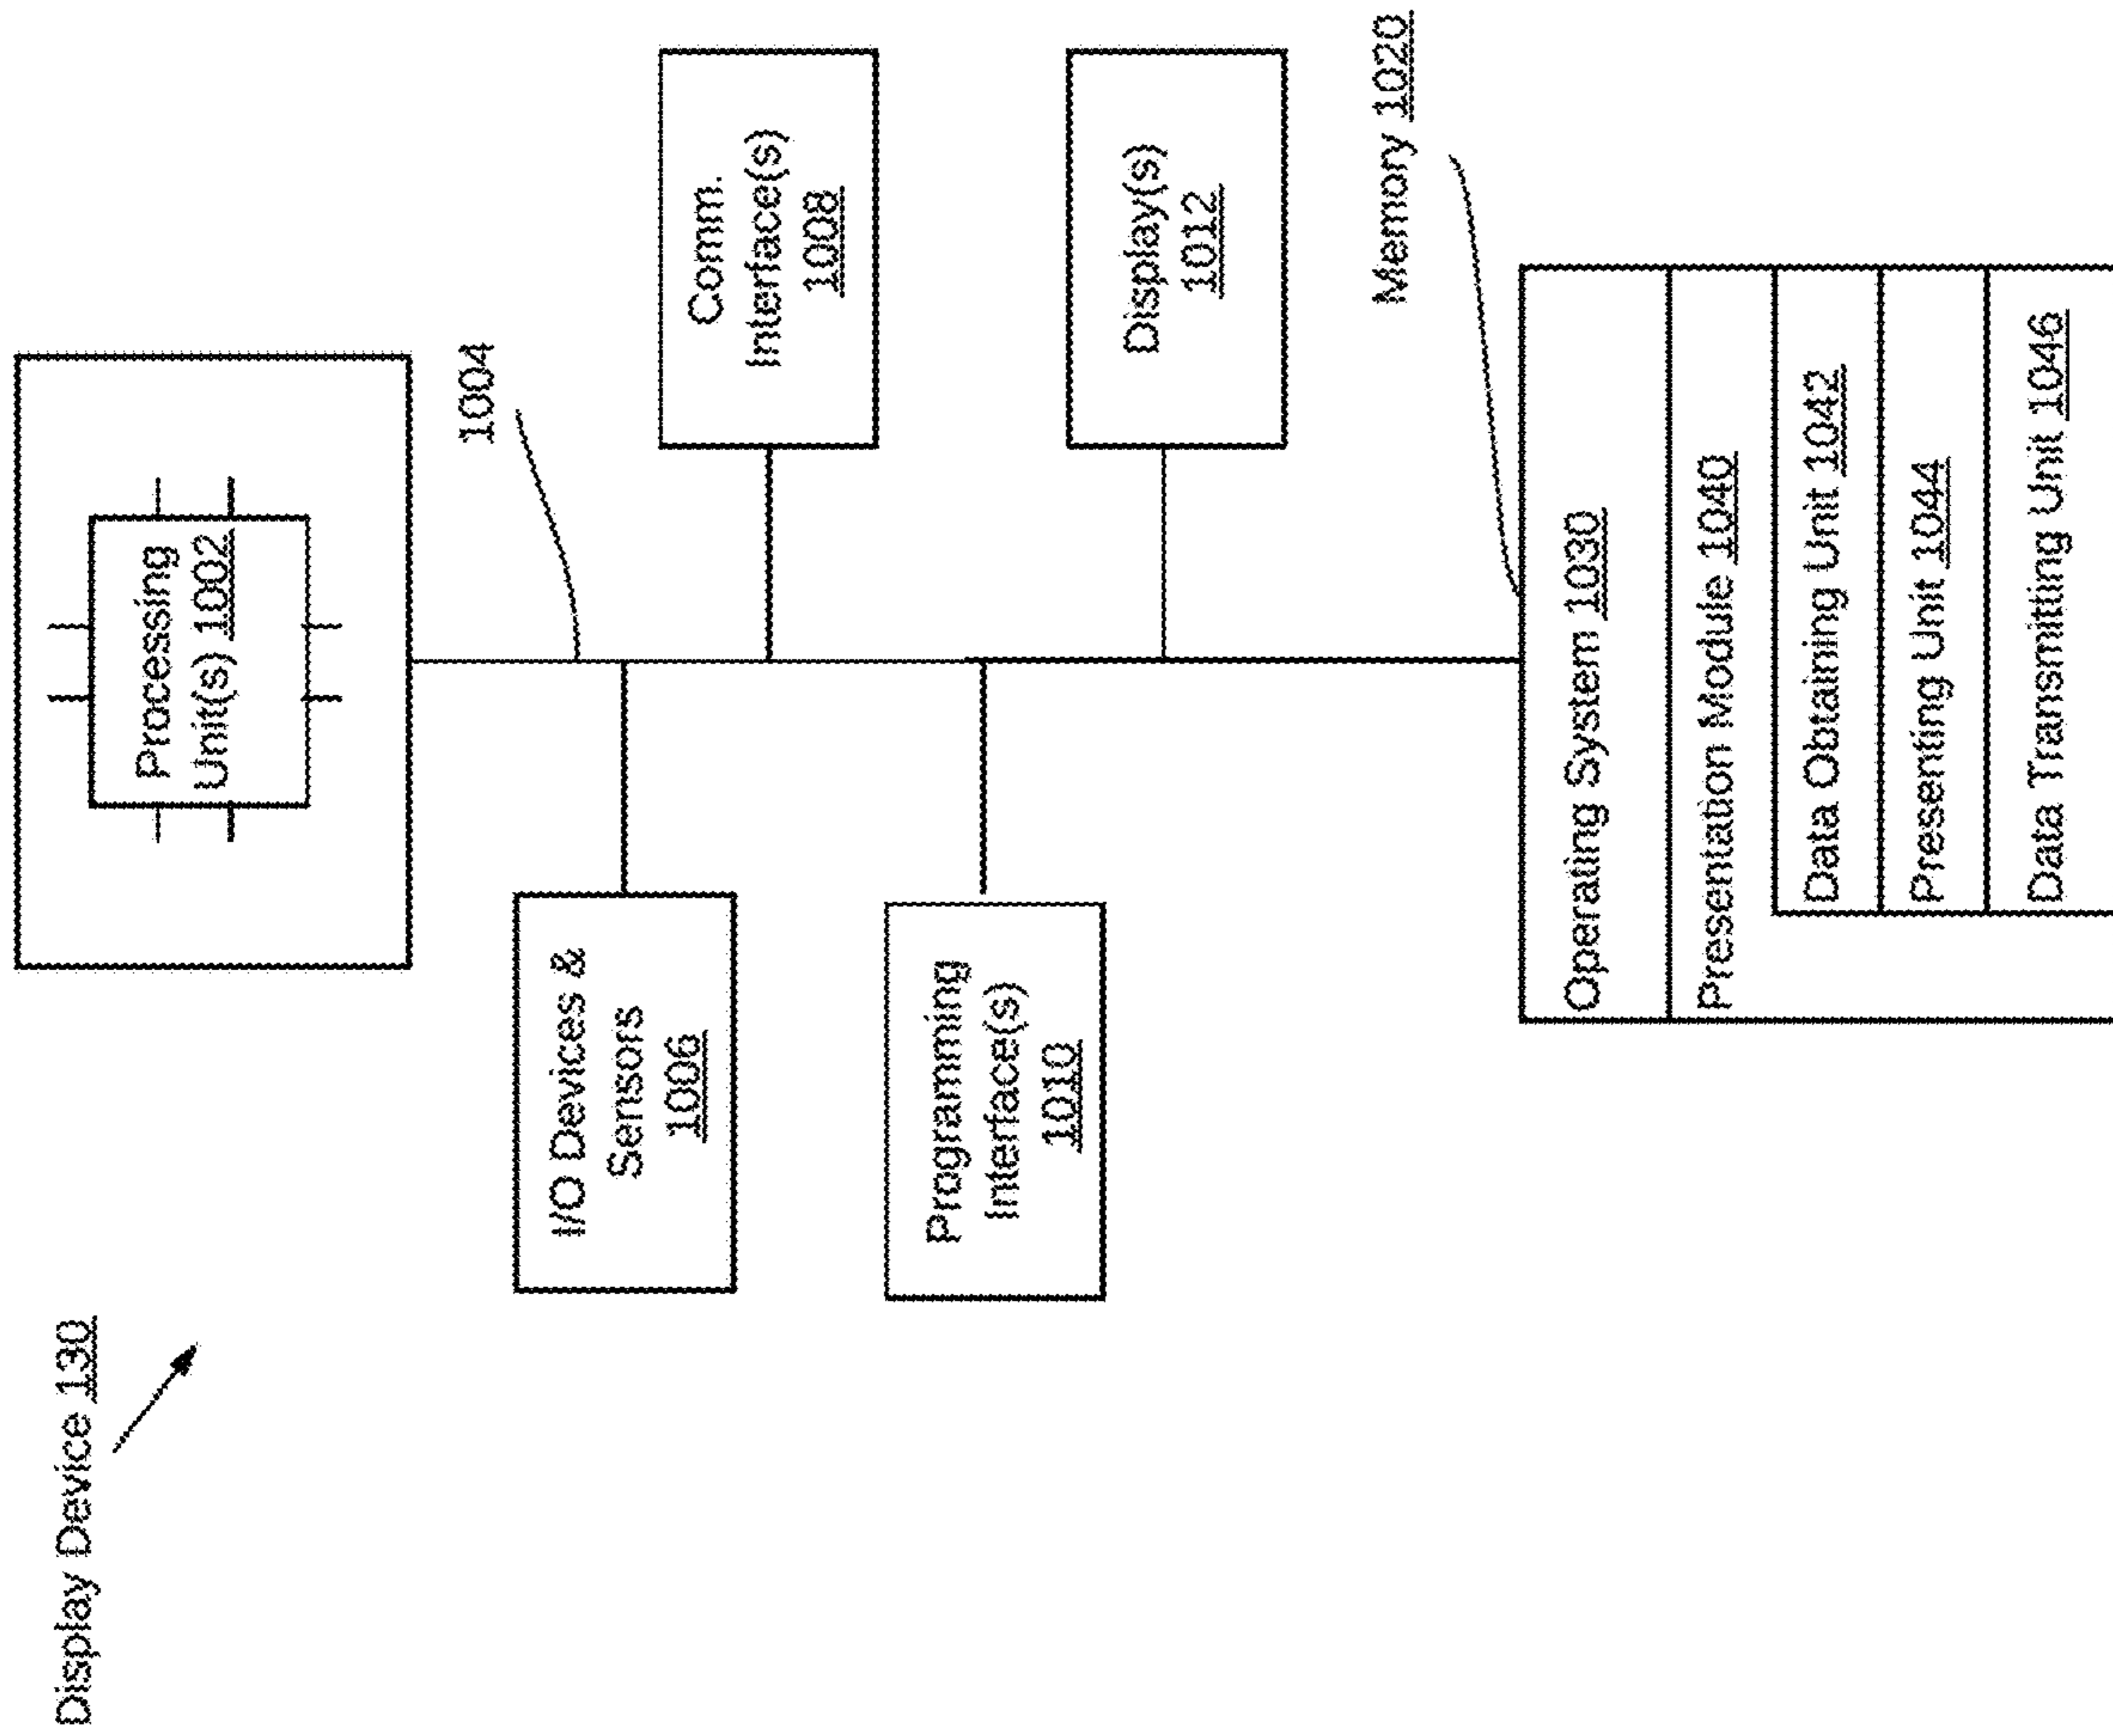 Display Device 130
Processing
Unit(s) 1002
1004
I/O Devices &
Sensors
1006
Comm.
Interface(s)
1008
Programming
Interface(s)
1010
Display(s)
1012
Memory 1020
Operating System 1030
Presentation Module 1040
Data Obtaining Unit 1042
Presenting Unit 1044
Data Transmitting Unit 1046